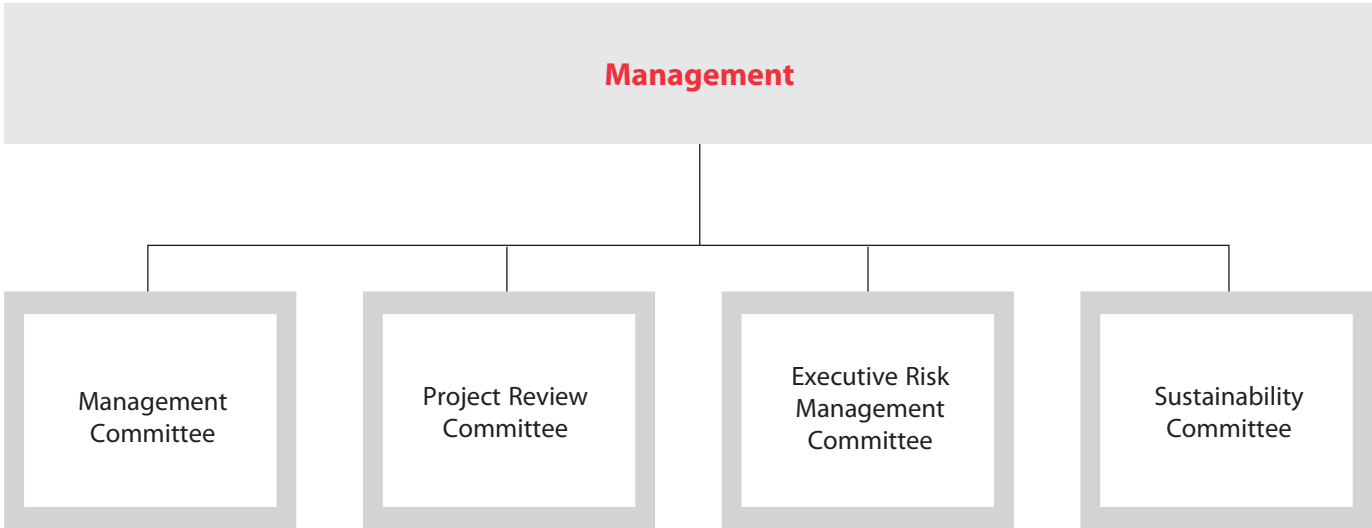 Management
Management
Committee
Project Review
Committee
Executive Risk
Management
Committee
Sustainability
Committee